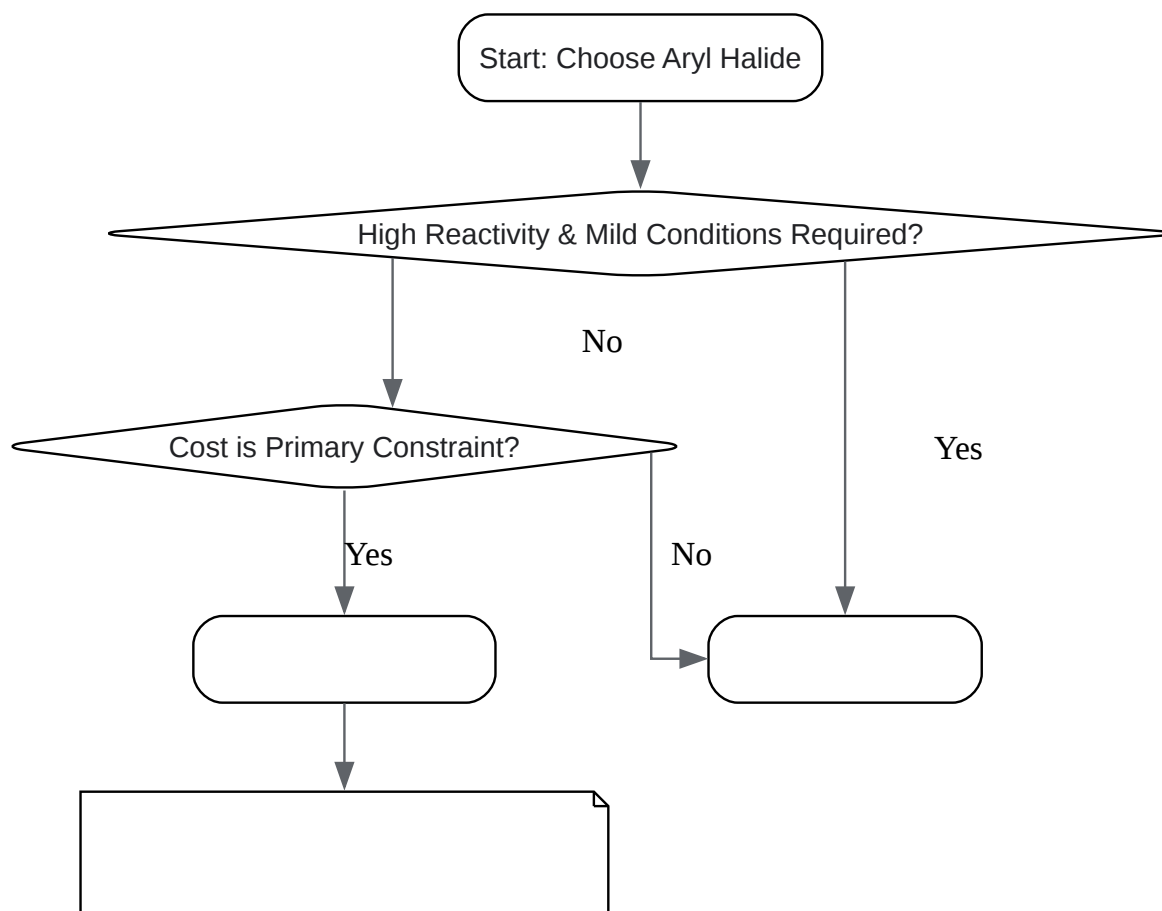 Start: Choose Aryl Halide
High Reactivity & Mild Conditions Required?
No
Cost is Primary Constraint?
Yes
Yes
No